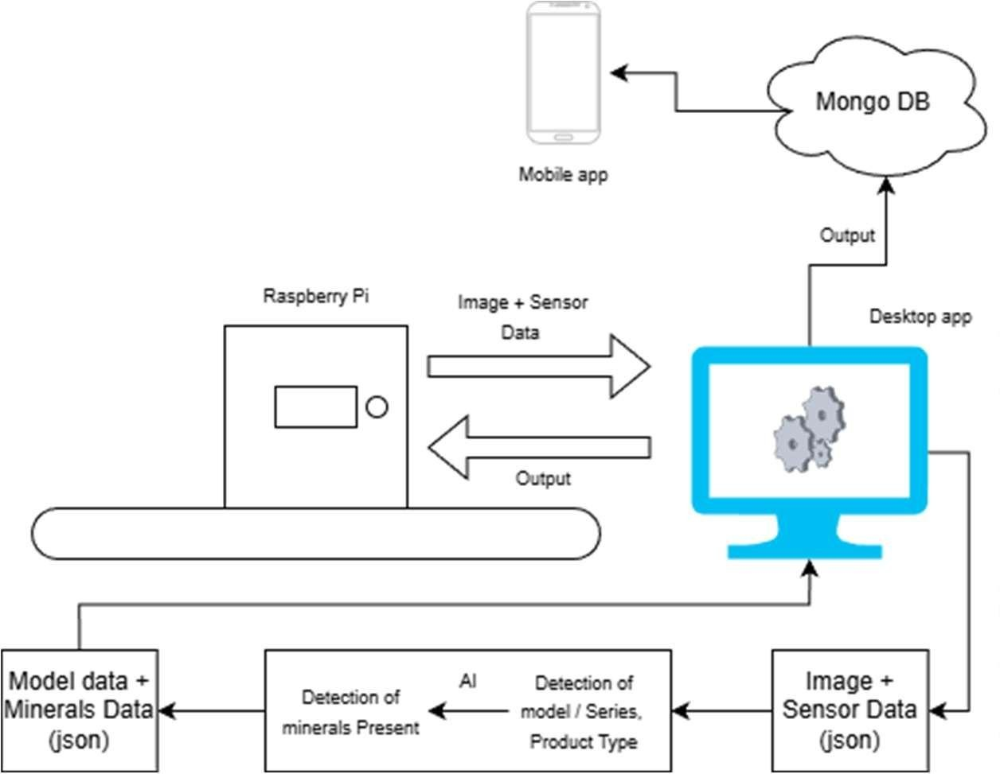 Mongo DB
Mobile app
Output
Raspberry Pi
Image + Sensor
Data
Desktop app
Output
Model data +
Minerals Data
(json)
Detection of
minerals Present
AI
Detection of
model / Series,
Product Type
Image +
Sensor Data
(json)